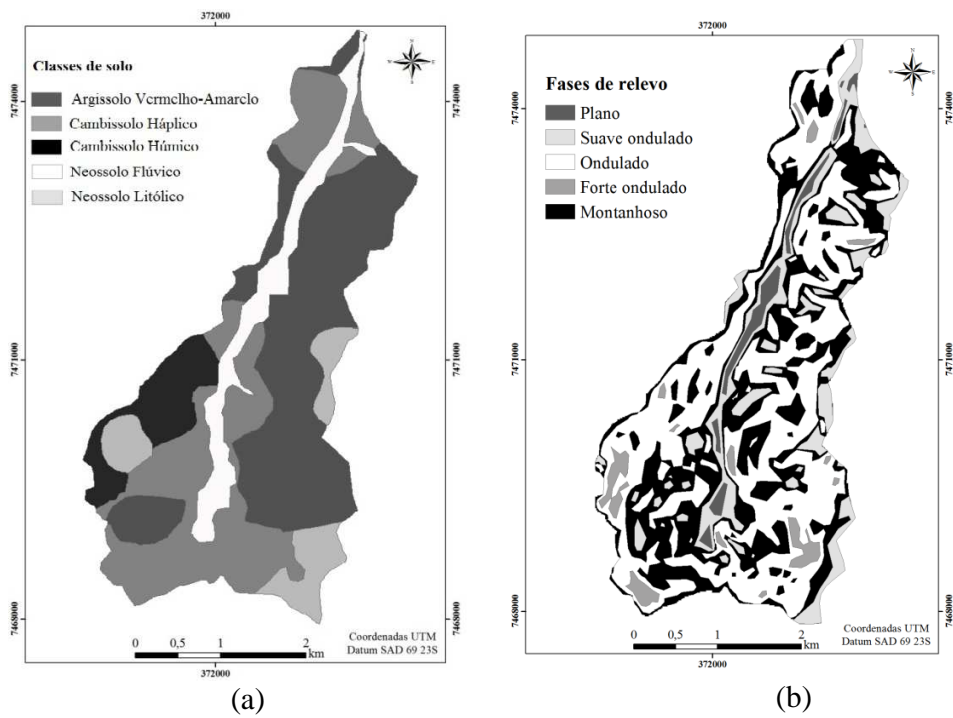 372000
Classes de solo
Argissolo Vermelho-Amarelo
Cambissolo Háplico
Cambissolo Húmico
Neossolo Flúvico
Neossolo Litólico
N
S
7474000
7474000
7471000
7471000
7468000
7468000
0 0,5 1 2
km
Coordenadas UTM
Datum SAD 69 23S
372000
(a)
372000
Fases de relevo
Plano
Suave ondulado
Ondulado
Forte ondulado
Montanhoso
N
S
7474000
7474000
7471000
7471000
7468000
7468000
0 0,5 1 2
km
Coordenadas UTM
Datum SAD 69 23S
372000
(b)